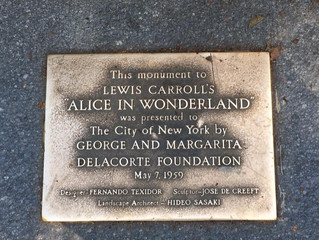 This monument to
LEWIS CARROLL'S
"ALICE IN WONDERLAND"
was presented to
The City of New York by
GEORGE AND MARGARITA
DELACORTE FOUNDATION
May 7, 1959
Designer - FERNANDO TEXIDOR Sculptor - JOSE DE CREEFT
Landscape Architect - HIDEO SASAKI